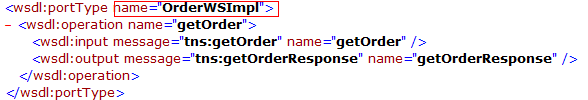 <wsdl:portType name="OrderWSImpl">
- <wsdl:operation name="getOrder">
<wsdl:input message="tns:getOrder" name="getOrder" />
<wsdl:output message="tns:getOrderResponse" name="getOrderResponse" />
</wsdl:operation>
</wsdl:portType>